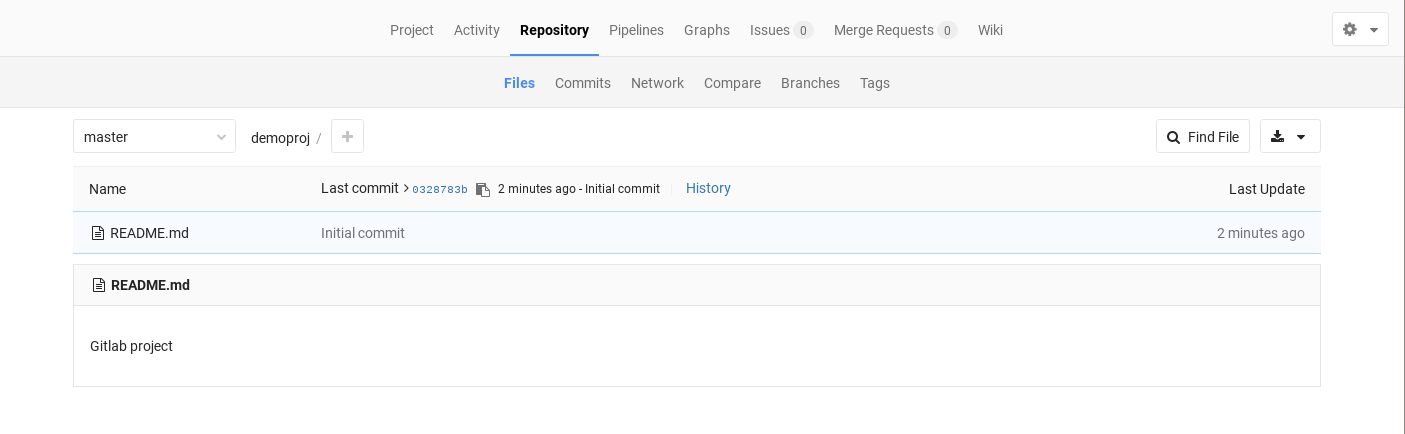 Project Activity Repository Pipelines Graphs Issues 0 Merge Requests 0 Wiki
Files Commits Network Compare Branches Tags
master demoproj / + Find File
Name Last commit > 0328783b 2 minutes ago - Initial commit History Last Update
README.md Initial commit 2 minutes ago
README.md
Gitlab project